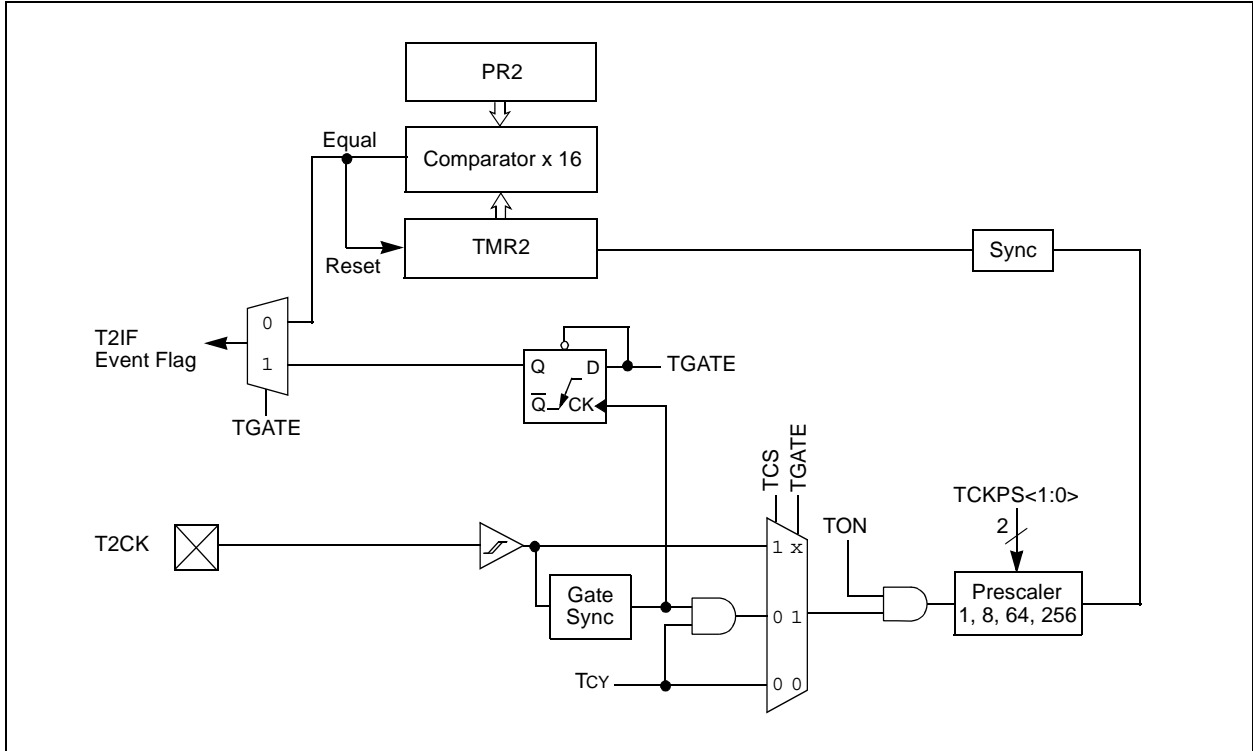 PR2
Equal
Comparator x 16
TMR2
Reset
Sync
0
1
T2IF
Event Flag
TGATE
Q
D
Q̅
CK
TGATE
TCS
TGATE
TCKPS<1:0>
2
TON
T2CK
1 x
Gate
Sync
0 1
Prescaler
1, 8, 64, 256
TCY
0 0